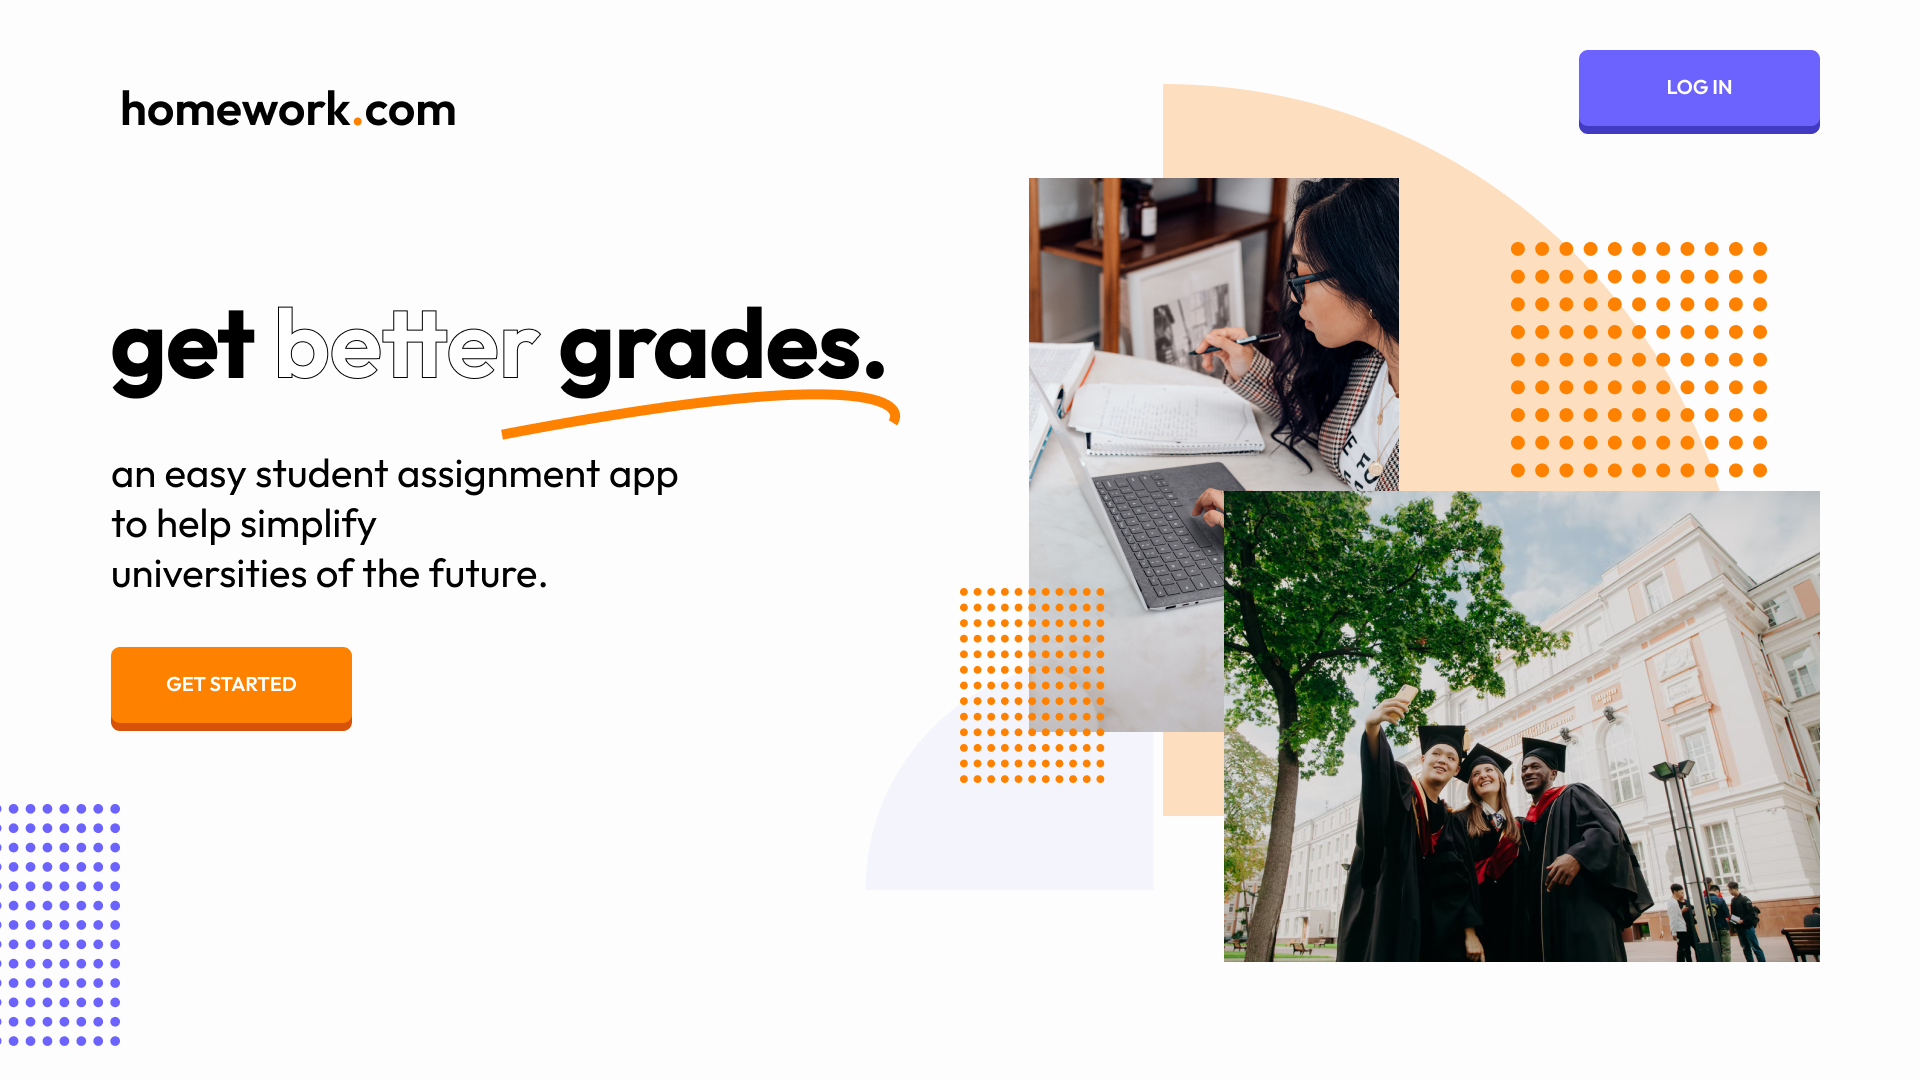 homework.com
LOG IN
get better grades.
an easy student assignment app
to help simplify
universities of the future.
GET STARTED